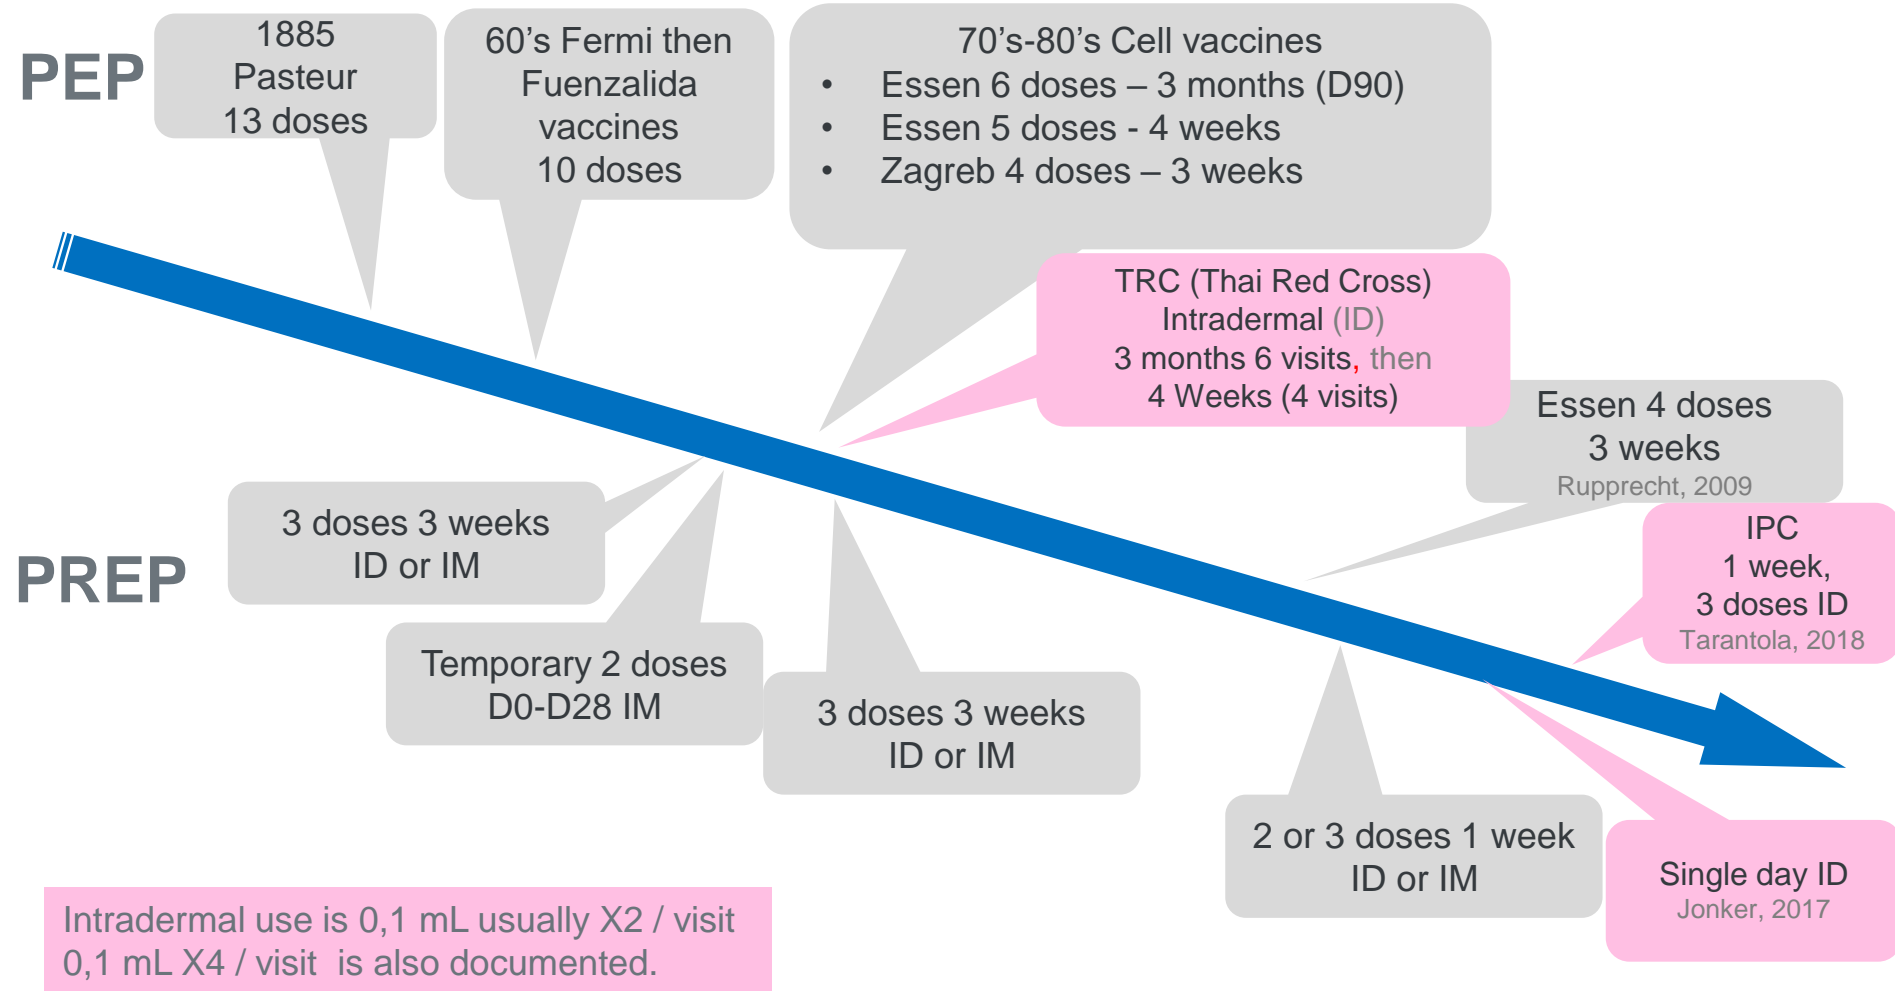 PEP
1885
Pasteur
13 doses
60’s Fermi then
Fuenzalida
vaccines
10 doses
70’s-80’s Cell vaccines
• Essen 6 doses – 3 months (D90)
• Essen 5 doses - 4 weeks
• Zagreb 4 doses – 3 weeks
TRC (Thai Red Cross)
Intradermal (ID)
3 months 6 visits, then
4 Weeks (4 visits)
Essen 4 doses
3 weeks
Rupprecht, 2009
IPC
1 week,
3 doses ID
Tarantola, 2018
PREP
3 doses 3 weeks
ID or IM
Temporary 2 doses
D0-D28 IM
3 doses 3 weeks
ID or IM
2 or 3 doses 1 week
ID or IM
Single day ID
Jonker, 2017
Intradermal use is 0,1 mL usually X2 / visit
0,1 mL X4 / visit is also documented.